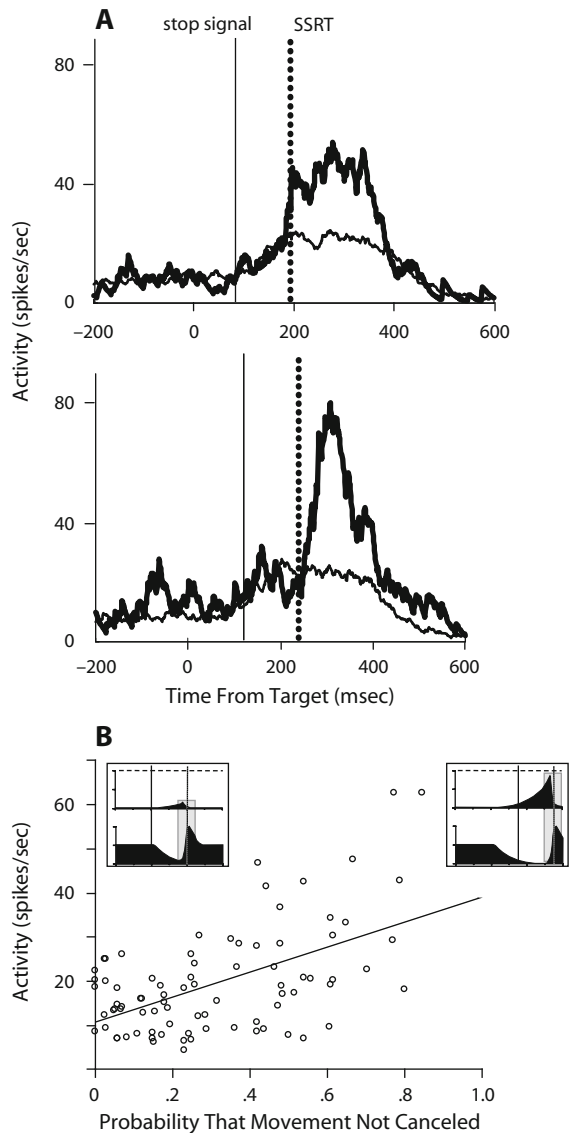 A
stop signal SSRT
80
40
0
−200 0 200 400 600
80
40
0
−200 0 200 400 600
Activity (spikes/sec)
Time From Target (msec)
B
60
40
20
0 .2 .4 .6 .8 1.0
Activity (spikes/sec)
Probability That Movement Not Canceled